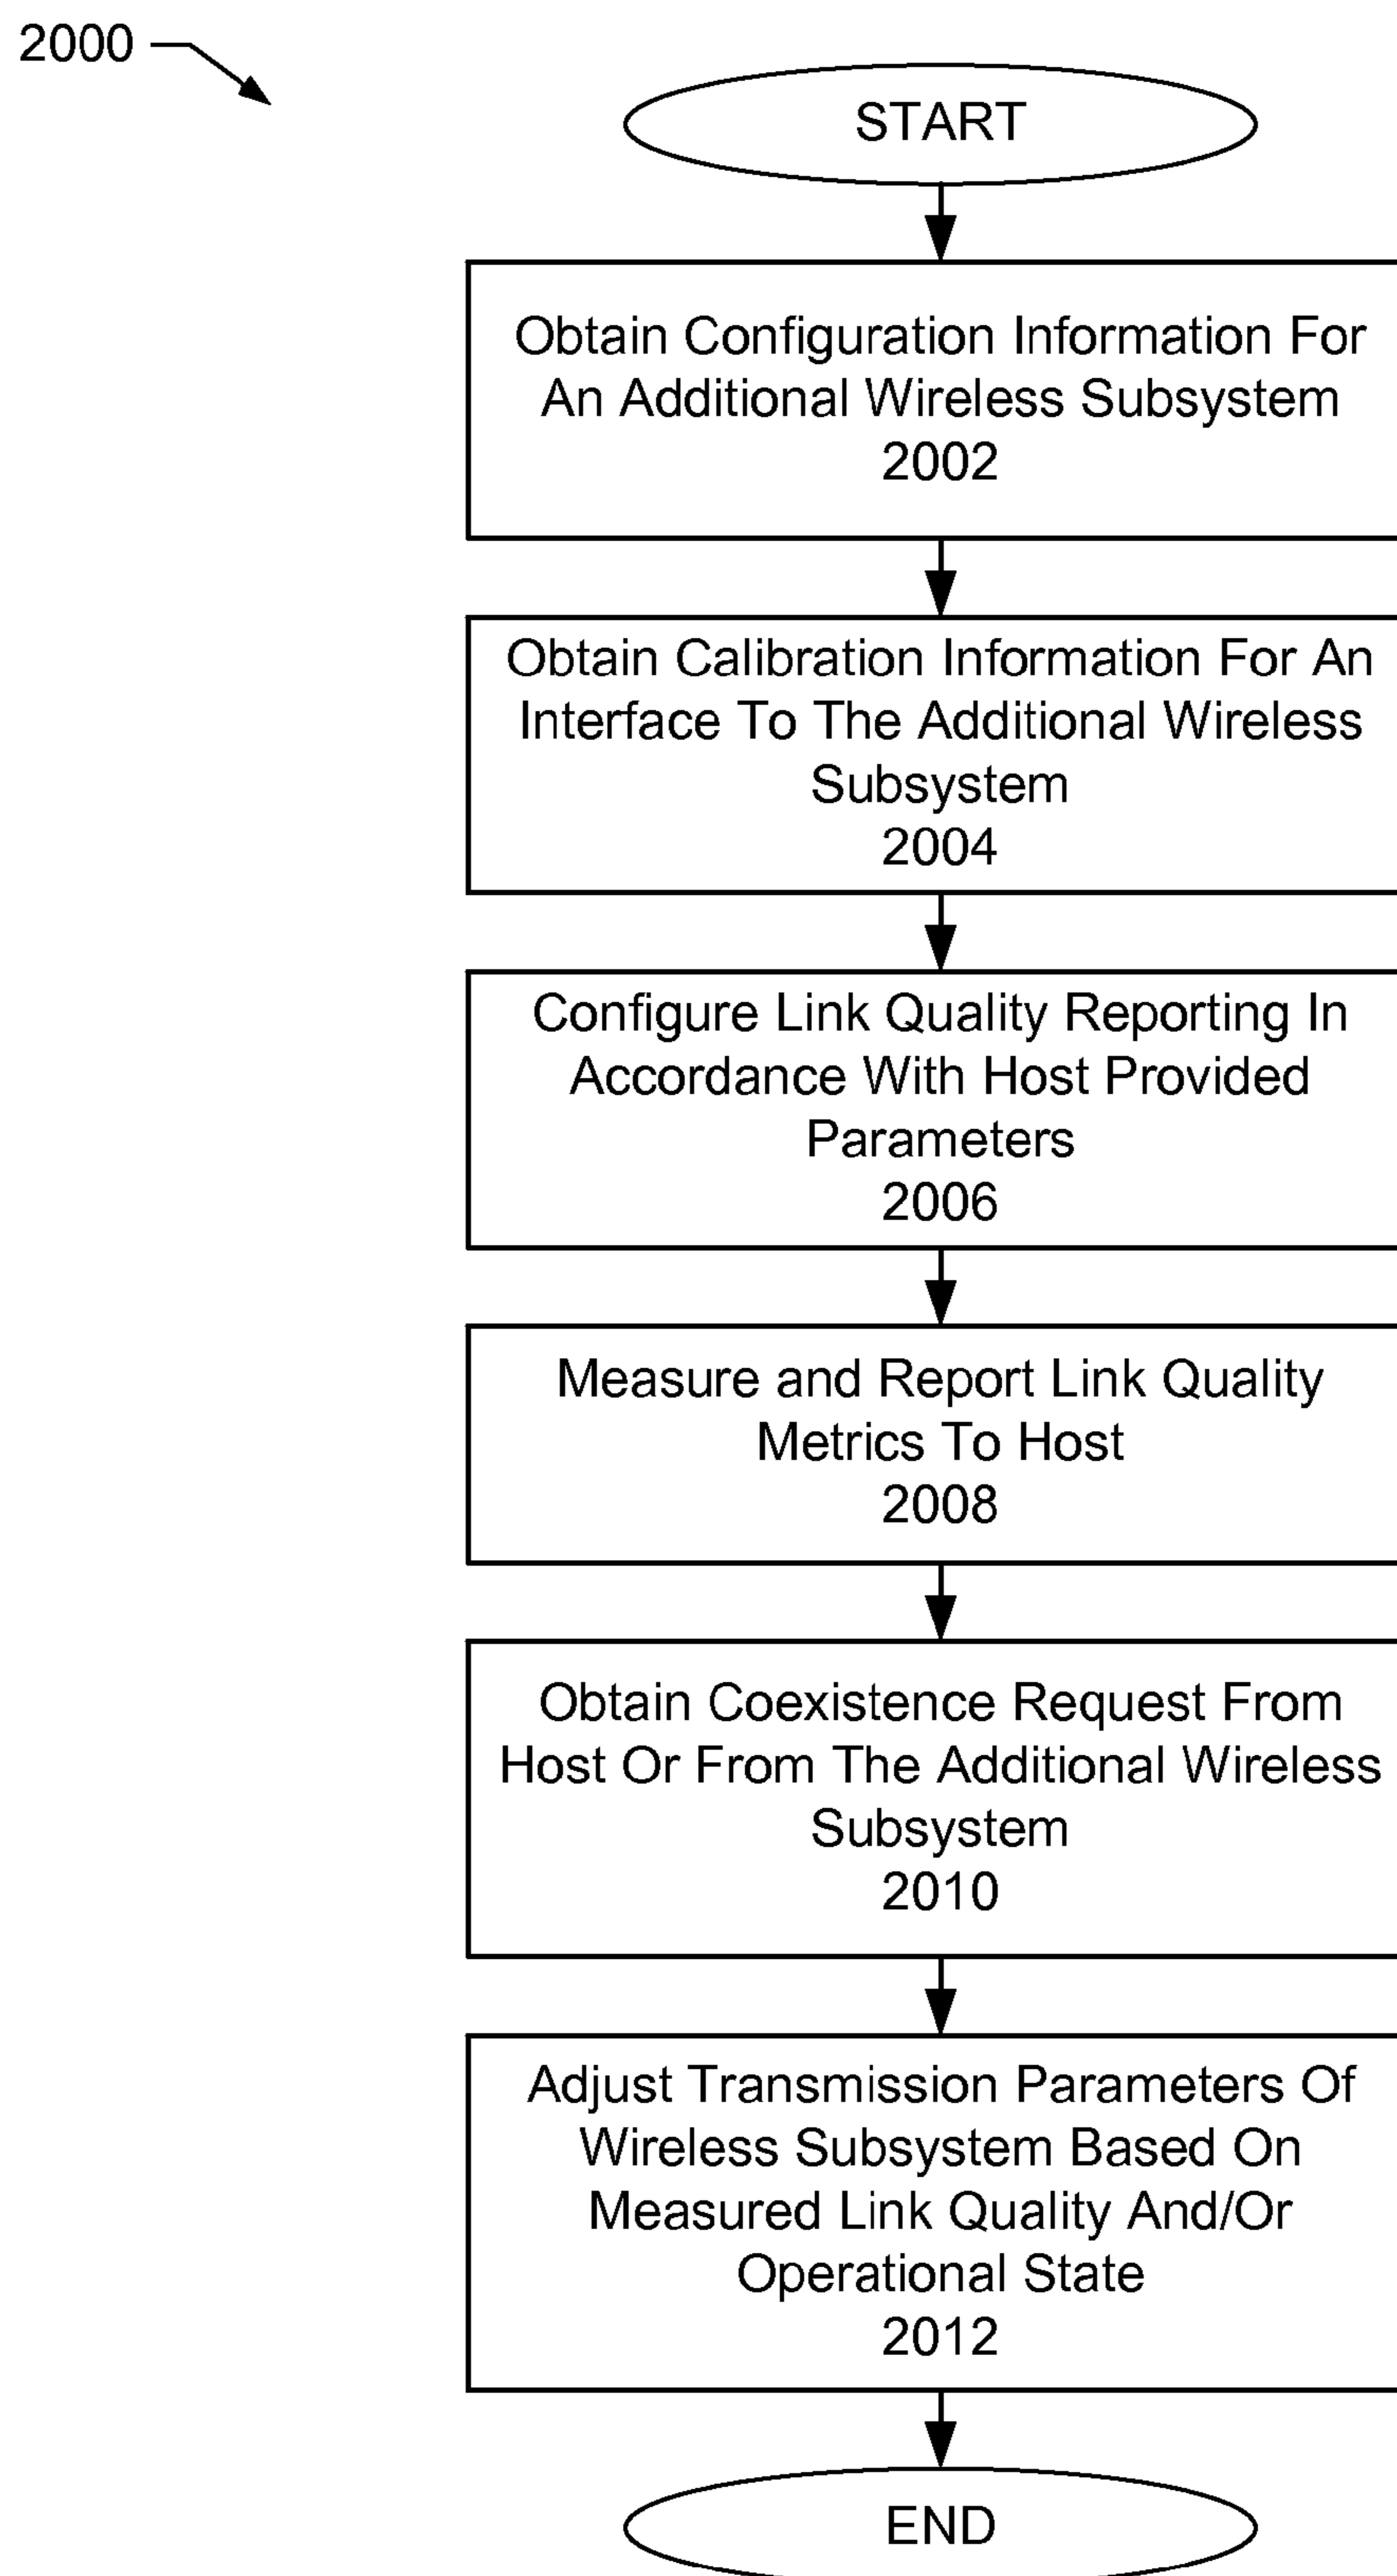 2000
START
Obtain Configuration Information For
An Additional Wireless Subsystem
2002
Obtain Calibration Information For An
Interface To The Additional Wireless
Subsystem
2004
Configure Link Quality Reporting In
Accordance With Host Provided
Parameters
2006
Measure and Report Link Quality
Metrics To Host
2008
Obtain Coexistence Request From
Host Or From The Additional Wireless
Subsystem
2010
Adjust Transmission Parameters Of
Wireless Subsystem Based On
Measured Link Quality And/Or
Operational State
2012
END